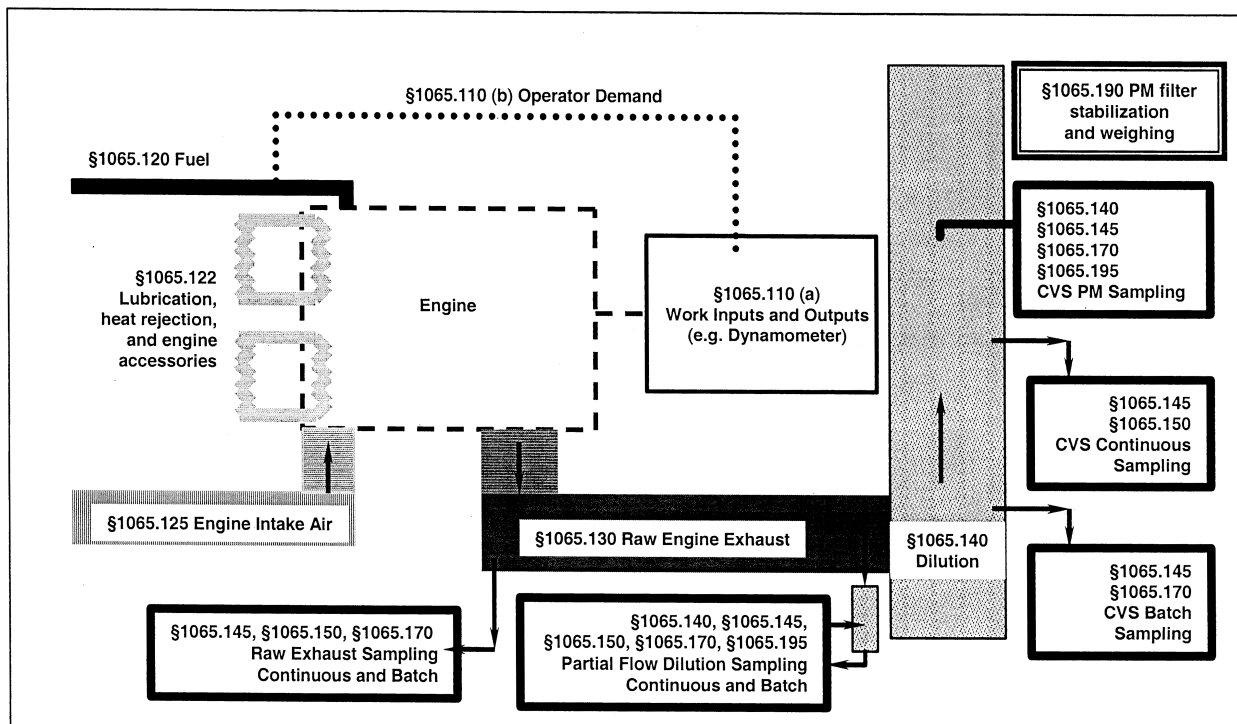 §1065.110 (b) Operator Demand
§1065.190 PM filter
stabilization
and weighing
§1065.120 Fuel
§1065.140
§1065.145
§1065.170
§1065.195
CVS PM Sampling
§1065.122
Lubrication,
heat rejection,
and engine
accessories
Engine
§1065.110 (a)
Work Inputs and Outputs
(e.g. Dynamometer)
§1065.145
§1065.150
CVS Continuous
Sampling
§1065.125 Engine Intake Air
§1065.130 Raw Engine Exhaust
§1065.140
Dilution
§1065.145
§1065.170
CVS Batch
Sampling
§1065.145, §1065.150, §1065.170
Raw Exhaust Sampling
Continuous and Batch
§1065.140, §1065.145,
§1065.150, §1065.170, §1065.195
Partial Flow Dilution Sampling
Continuous and Batch